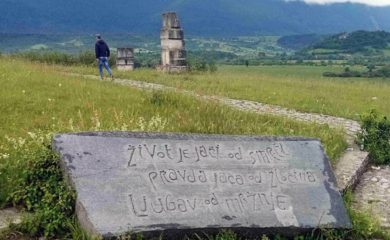 Život je jači od smrti
pravda jača od zločina
Ljubav od mržnje